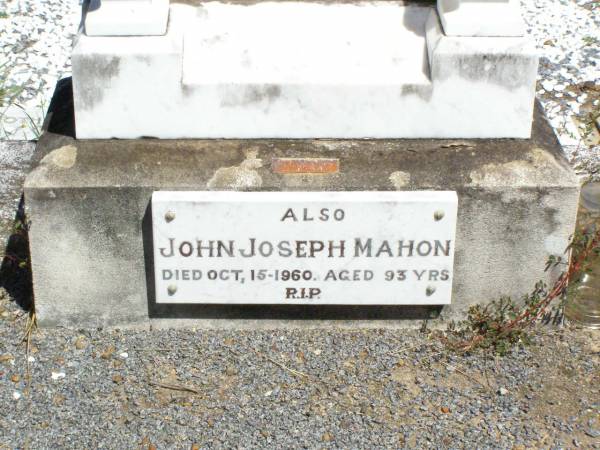 ALSO
JOHN JOSEPH MAHON
DIED OCT, 15-1960. AGED 93 YRS
R.I.P.